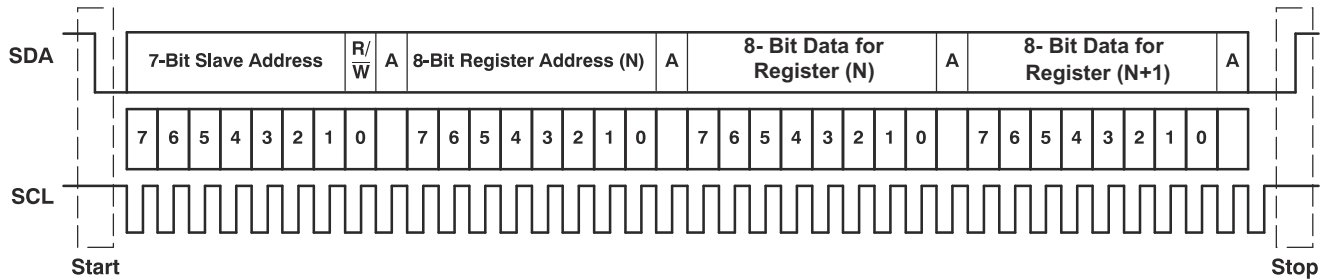 SDA
7-Bit Slave Address
R/
W
A
8-Bit Register Address (N)
A
8- Bit Data for
Register (N)
A
8- Bit Data for
Register (N+1)
A
7 6 5 4 3 2 1 0 7 6 5 4 3 2 1 0 7 6 5 4 3 2 1 0 7 6 5 4 3 2 1 0
SCL
Start
Stop